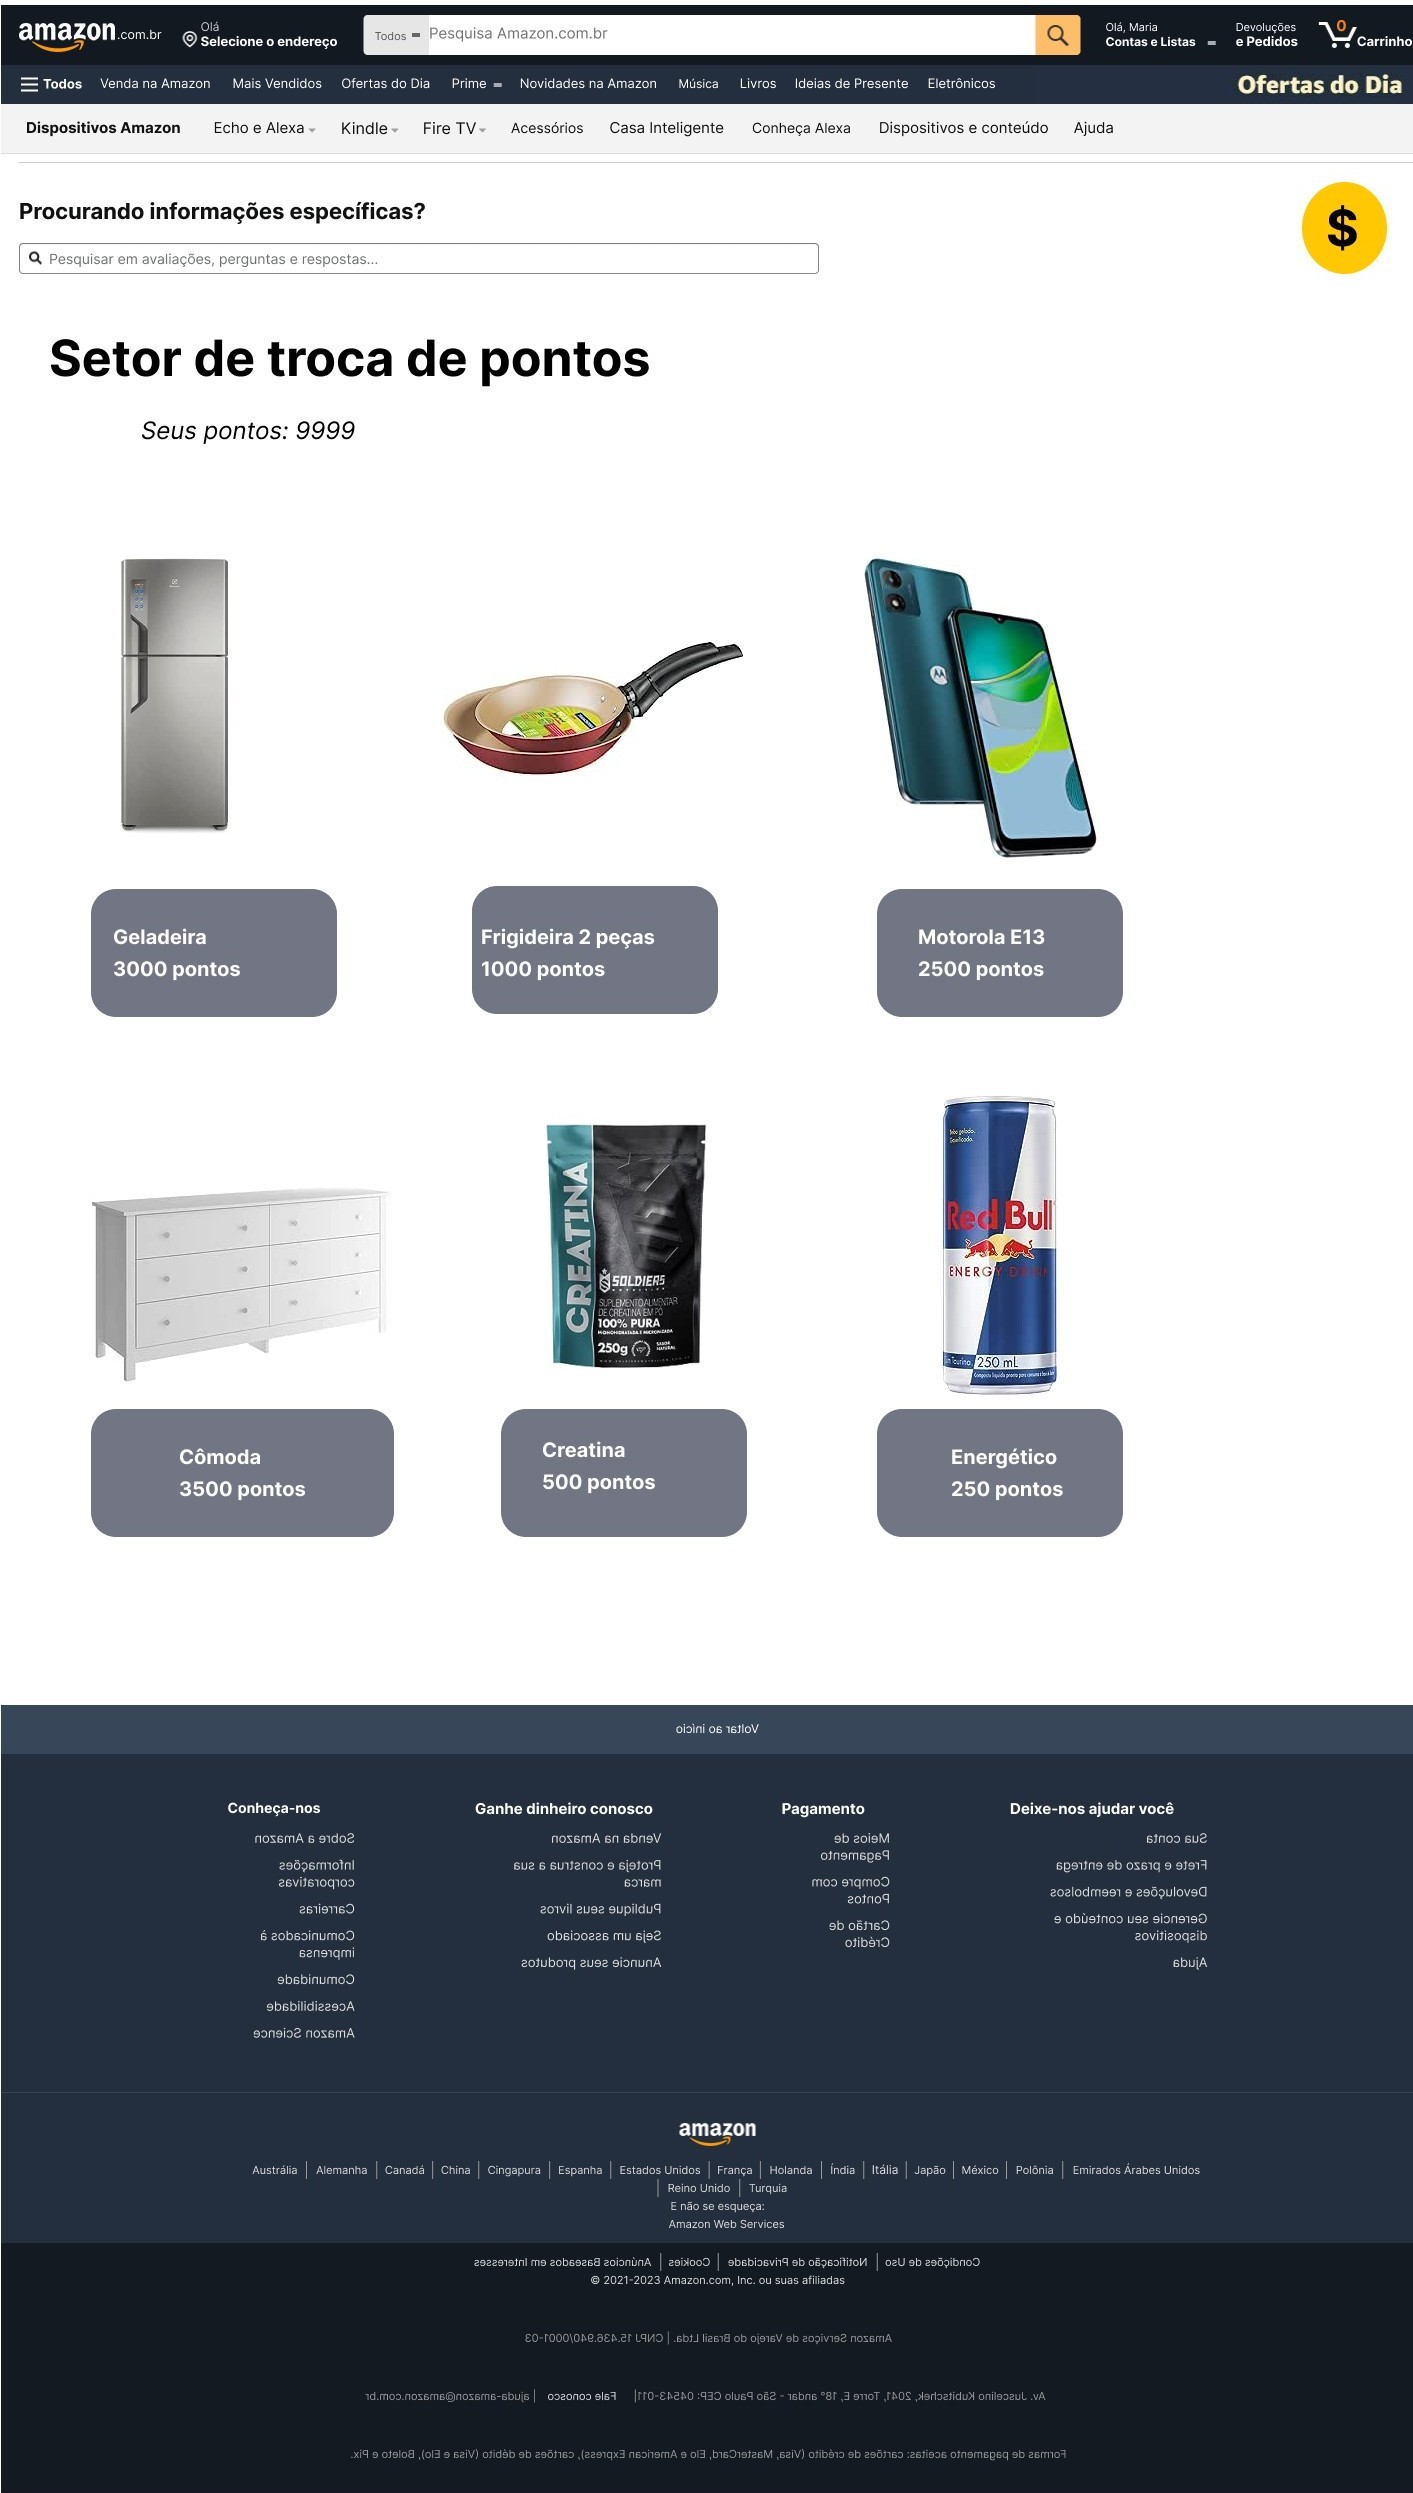 amazon.com.br
Olá
Selecione o endereço
Todos
Pesquisa Amazon.com.br
Olá, Maria
Contas e Listas
Devoluções
e Pedidos
0
Carrinho
Todos Venda na Amazon Mais Vendidos Ofertas do Dia Prime Novidades na Amazon Música Livros Ideias de Presente Eletrônicos Ofertas do Dia
Dispositivos Amazon Echo e Alexa Kindle Fire TV Acessórios Casa Inteligente Conheça Alexa Dispositivos e conteúdo Ajuda
Procurando informações específicas?
$
Pesquisar em avaliações, perguntas e respostas...
Setor de troca de pontos
Seus pontos: 9999
Geladeira
3000 pontos
Frigideira 2 peças
1000 pontos
Motorola E13
2500 pontos
CREATINA
SOLDIERS
NUTRITION
SUPLEMENTO ALIMENTAR
DE CREATINA EM PÓ
100% PURA
MONOHIDRATADA E MICRONIZADA
250g
SABOR
NATURAL
Beba gelado.
Gaseificado.
Red Bull
ENERGY DRINK
250 mL
Cômoda
3500 pontos
Creatina
500 pontos
Energético
250 pontos
Voltar ao início
Conheça-nos
Sobre a Amazon
Informações
corporativas
Carreiras
Comunicados à
imprensa
Comunidade
Acessibilidade
Amazon Science
Ganhe dinheiro conosco
Venda na Amazon
Proteja e construa a sua
marca
Publique seus livros
Seja um associado
Anuncie seus produtos
Pagamento
Meios de
Pagamento
Compre com
Pontos
Cartão de
Crédito
Deixe-nos ajudar você
Sua conta
Frete e prazo de entrega
Devoluções e reembolsos
Gerencie seu conteúdo e
dispositivos
Ajuda
amazon
Austrália | Alemanha | Canadá | China | Cingapura | Espanha | Estados Unidos | França | Holanda | Índia | Itália | Japão | México | Polônia | Emirados Árabes Unidos
| Reino Unido | Turquia
E não se esqueça:
Amazon Web Services
Condições de Uso | Notificação de Privacidade | Cookies | Anúncios Baseados em Interesses
© 2021-2023 Amazon.com, Inc. ou suas afiliadas
Amazon Serviços de Varejo do Brasil Ltda. | CNPJ 15.436.940/0001-03
Av. Juscelino Kubitschek, 2041, Torre E, 18° andar - São Paulo CEP: 04543-011| Fale conosco | ajuda-amazon@amazon.com.br
Formas de pagamento aceitas: cartões de crédito (Visa, MasterCard, Elo e American Express), cartões de débito (Visa e Elo), Boleto e Pix.